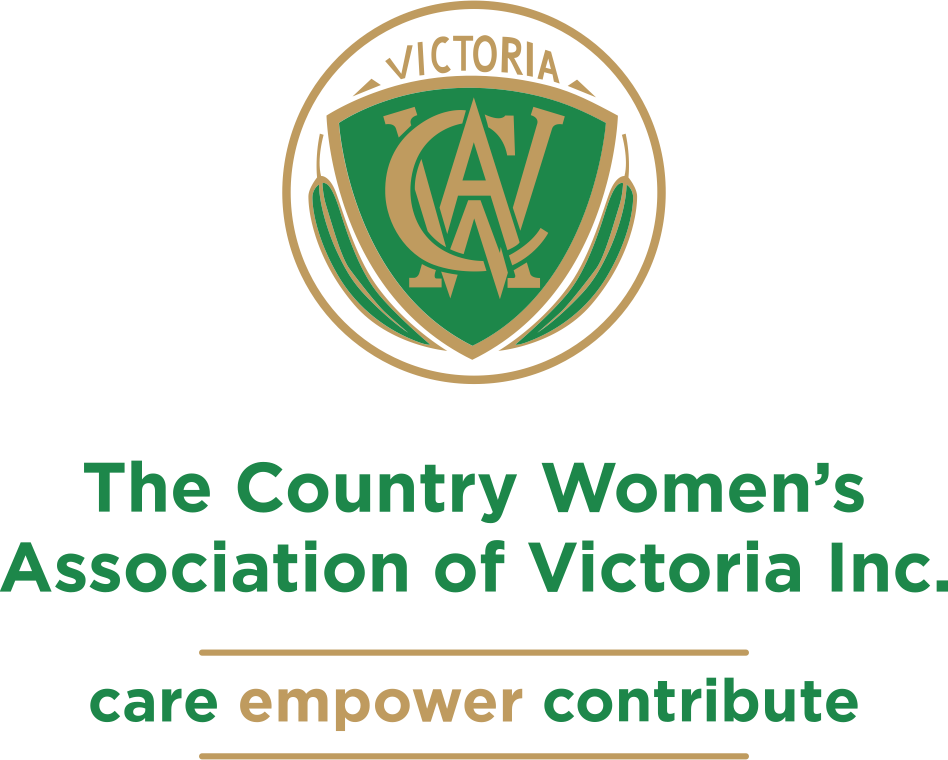 VICTORIA
CWA
The Country Women’s
Association of Victoria Inc.
care empower contribute